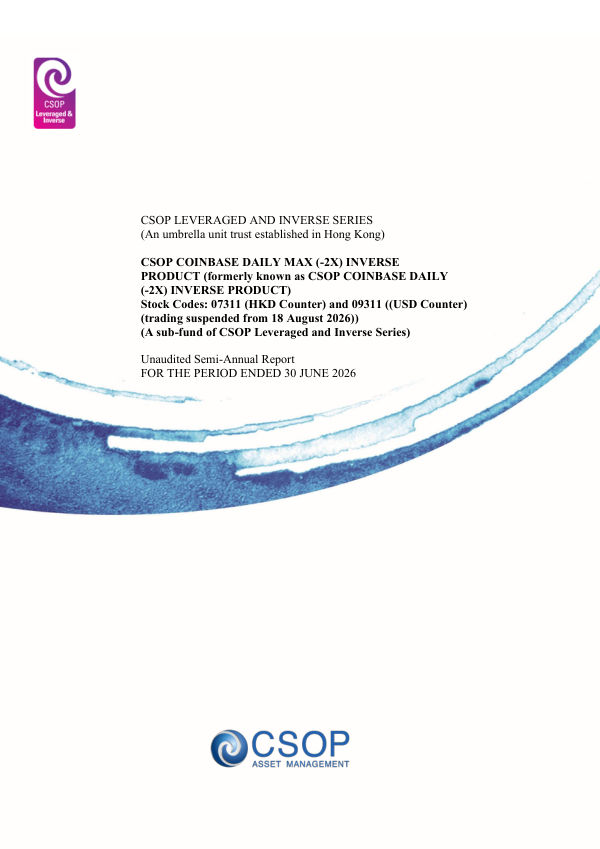 CSOP
Leveraged &
Inverse
CSOP LEVERAGED AND INVERSE SERIES
(An umbrella unit trust established in Hong Kong)
CSOP COINBASE DAILY MAX (-2X) INVERSE
PRODUCT (formerly known as CSOP COINBASE DAILY
(-2X) INVERSE PRODUCT)
Stock Codes: 07311 (HKD Counter) and 09311 ((USD Counter)
(trading suspended from 18 August 2026))
(A sub-fund of CSOP Leveraged and Inverse Series)
Unaudited Semi-Annual Report
FOR THE PERIOD ENDED 30 JUNE 2026
CSOP
ASSET MANAGEMENT